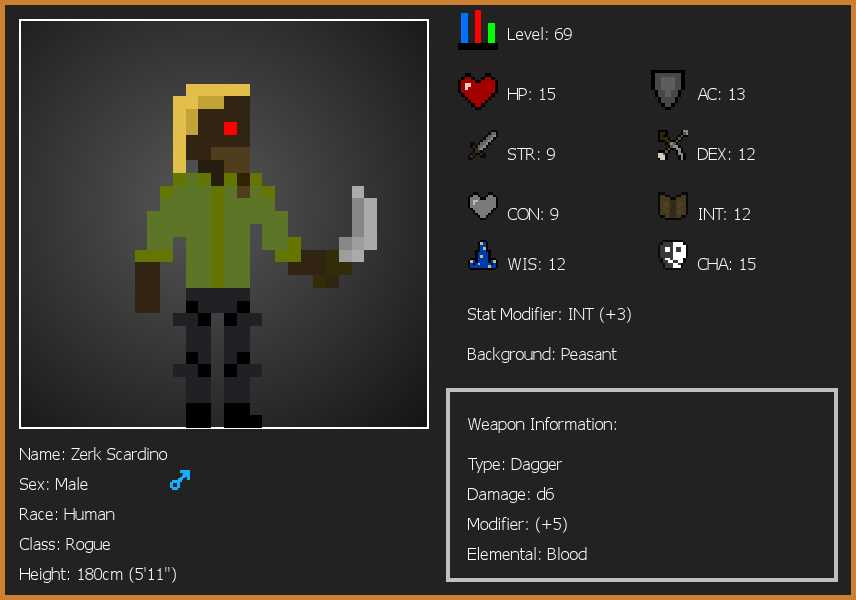 Level: 69
HP: 15
AC: 13
STR: 9
DEX: 12
CON: 9
INT: 12
WIS: 12
CHA: 15
Stat Modifier: INT (+3)
Background: Peasant
Weapon Information:
Type: Dagger
Damage: d6
Modifier: (+5)
Elemental: Blood
Name: Zerk Scardino
Sex: Male
Race: Human
Class: Rogue
Height: 180cm (5'11")